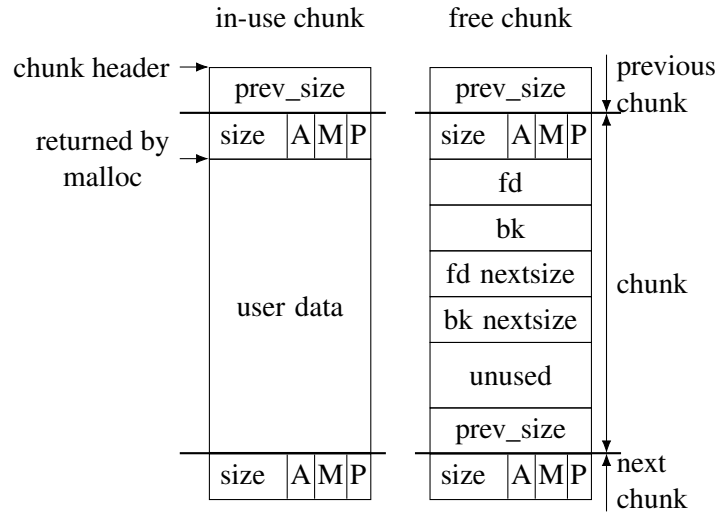 in-use chunk free chunk
chunk header
prev_size prev_size previous
chunk
size A M P size A M P
returned by
malloc
fd
bk
fd nextsize
user data chunk
bk nextsize
unused
prev_size
size A M P size A M P next
chunk